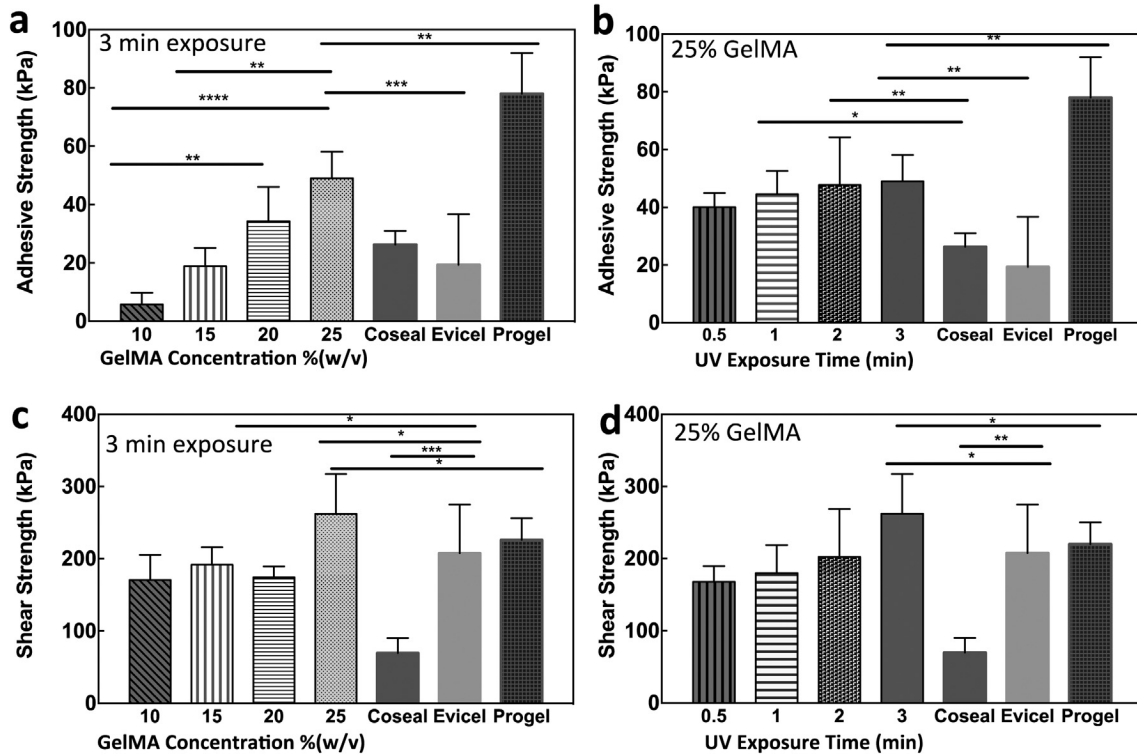 a
3 min exposure
Adhesive Strength (kPa)
100
80
60
40
20
0
**
**
***
****
**
10 15 20 25 Coseal Evicel Progel
GelMA Concentration %(w/v)
b
25% GelMA
Adhesive Strength (kPa)
100
80
60
40
20
0
**
**
**
*
0.5 1 2 3 Coseal Evicel Progel
UV Exposure Time (min)
c
3 min exposure
Shear Strength (kPa)
400
300
200
100
0
*
*
***
*
10 15 20 25 Coseal Evicel Progel
GelMA Concentration %(w/v)
d
25% GelMA
Shear Strength (kPa)
400
300
200
100
0
*
**
*
0.5 1 2 3 Coseal Evicel Progel
UV Exposure Time (min)